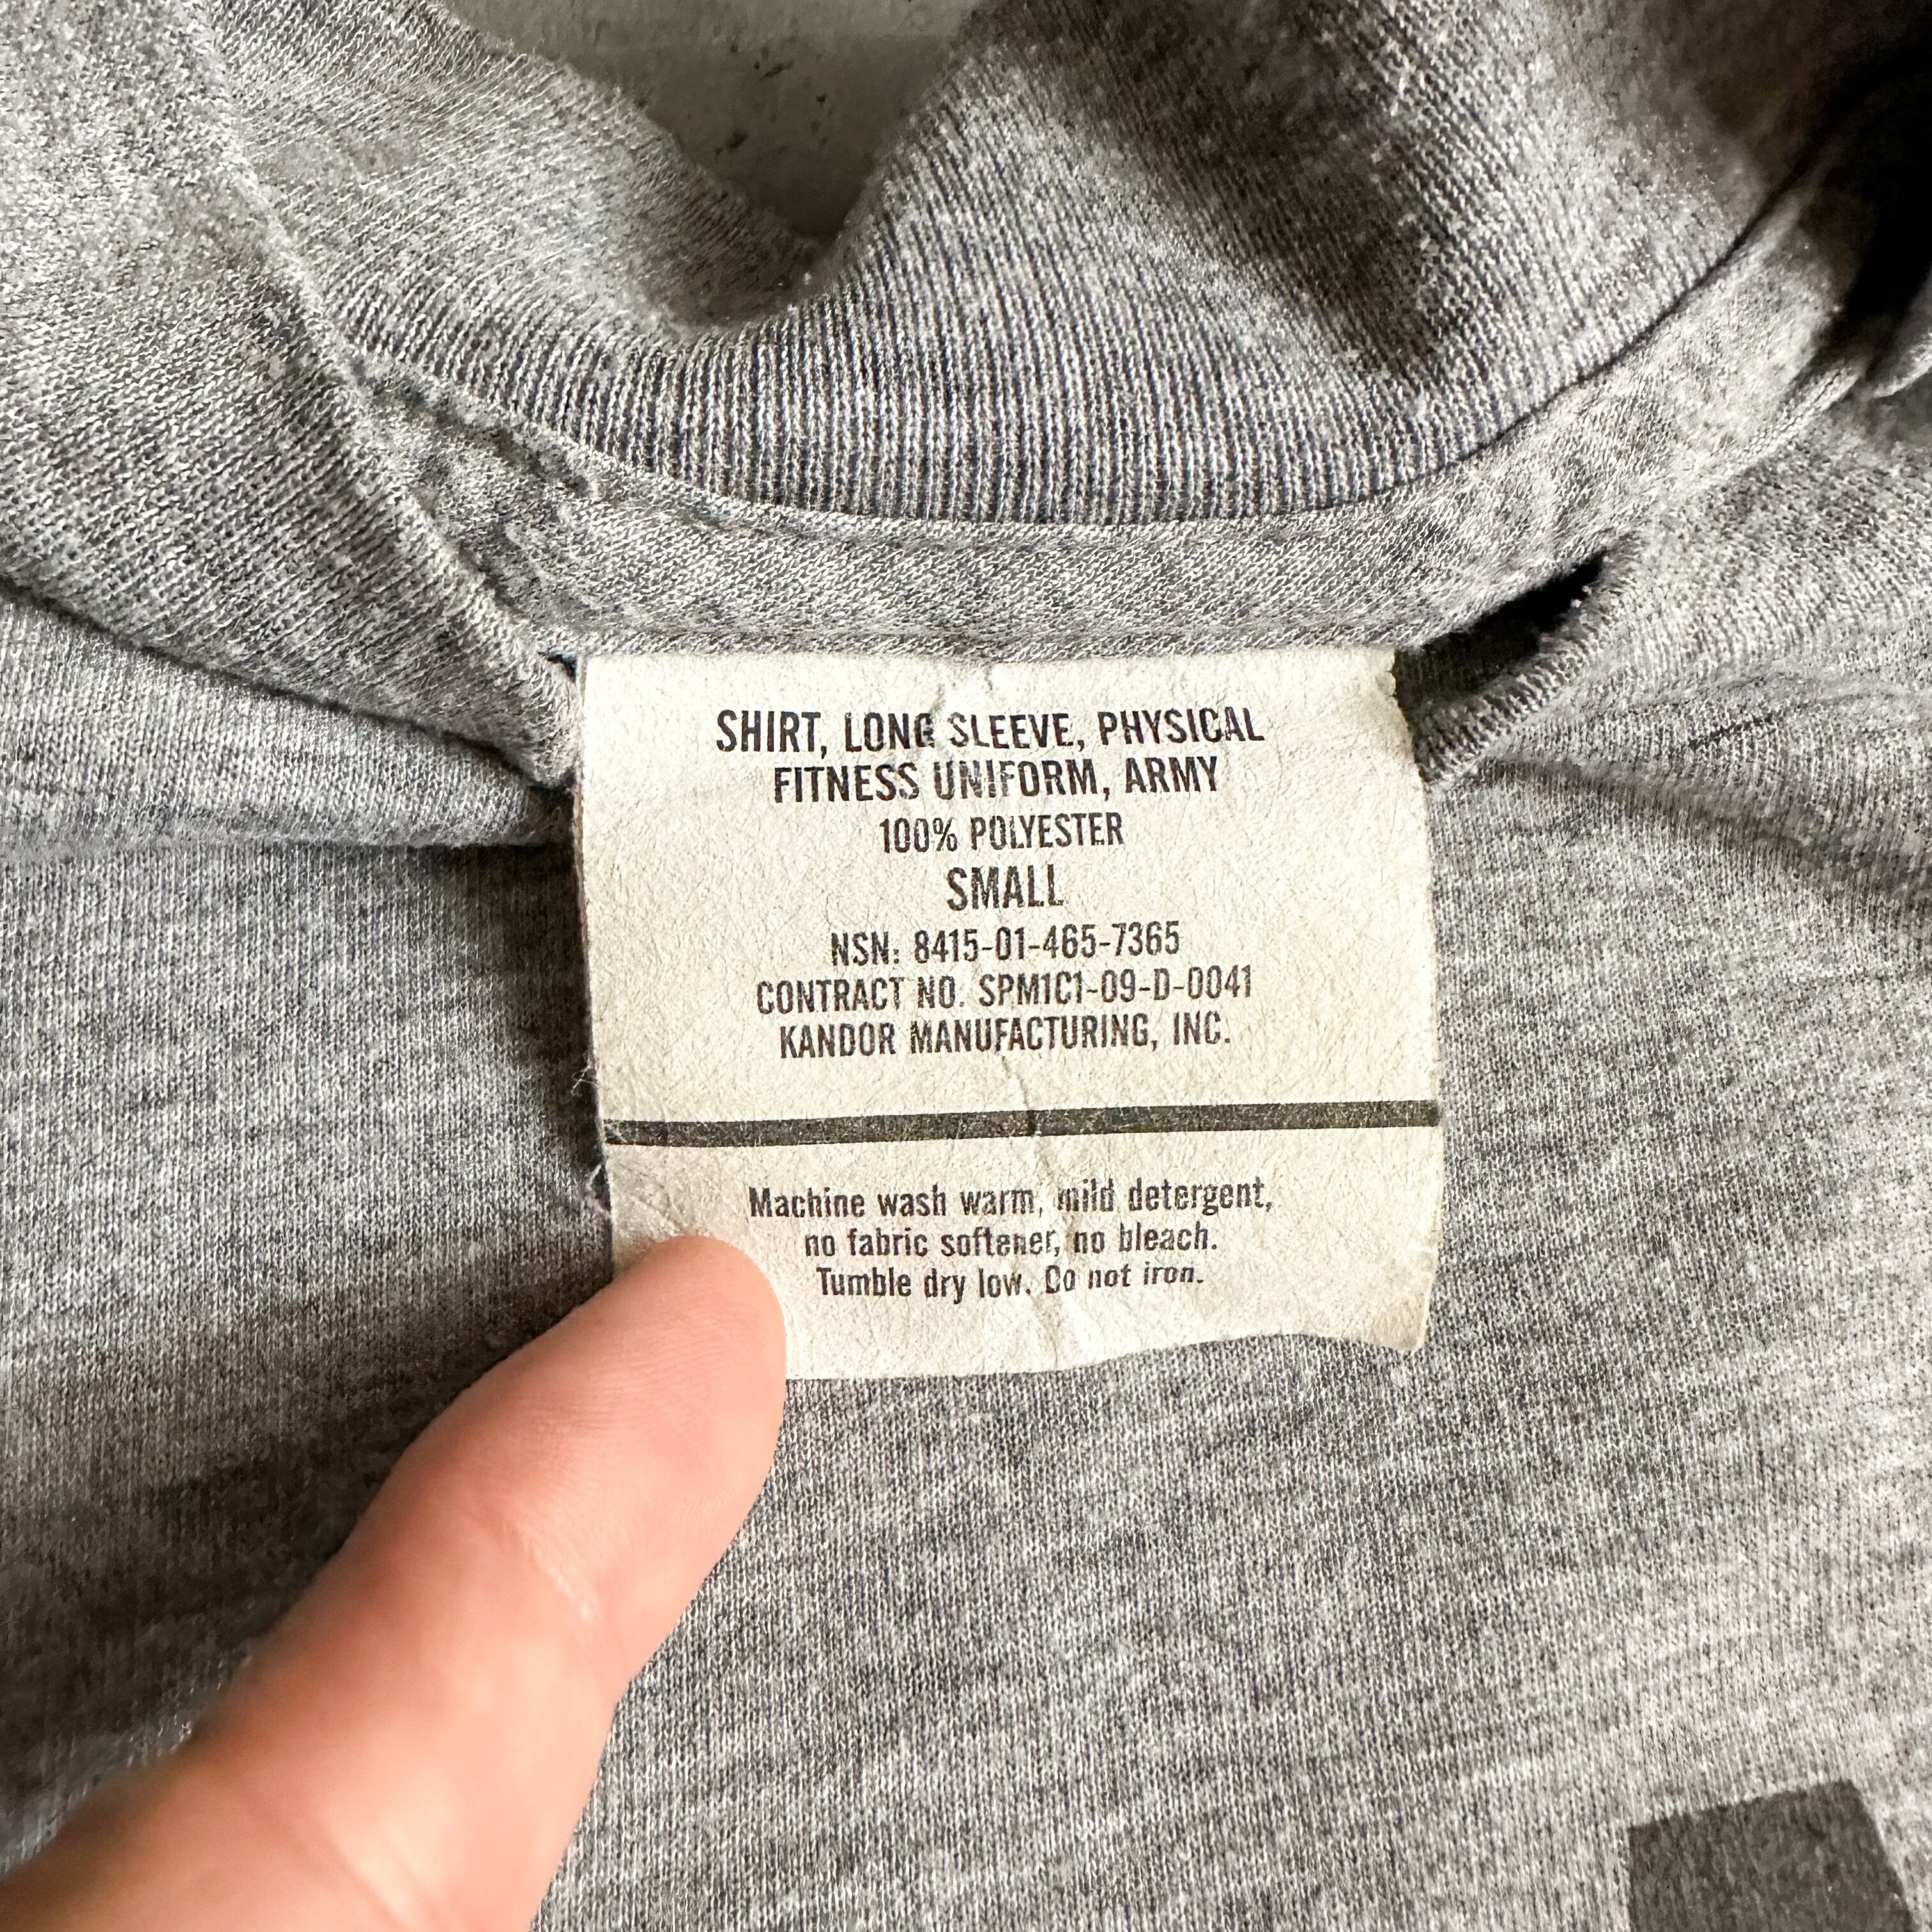 SHIRT, LONG SLEEVE, PHYSICAL
FITNESS UNIFORM, ARMY
100% POLYESTER
SMALL
NSN: 8415-01-465-7365
CONTRACT NO. SPM1C1-09-D-0041
KANDOR MANUFACTURING, INC.
Machine wash warm, mild detergent,
no fabric softener, no bleach.
Tumble dry low. Do not iron.